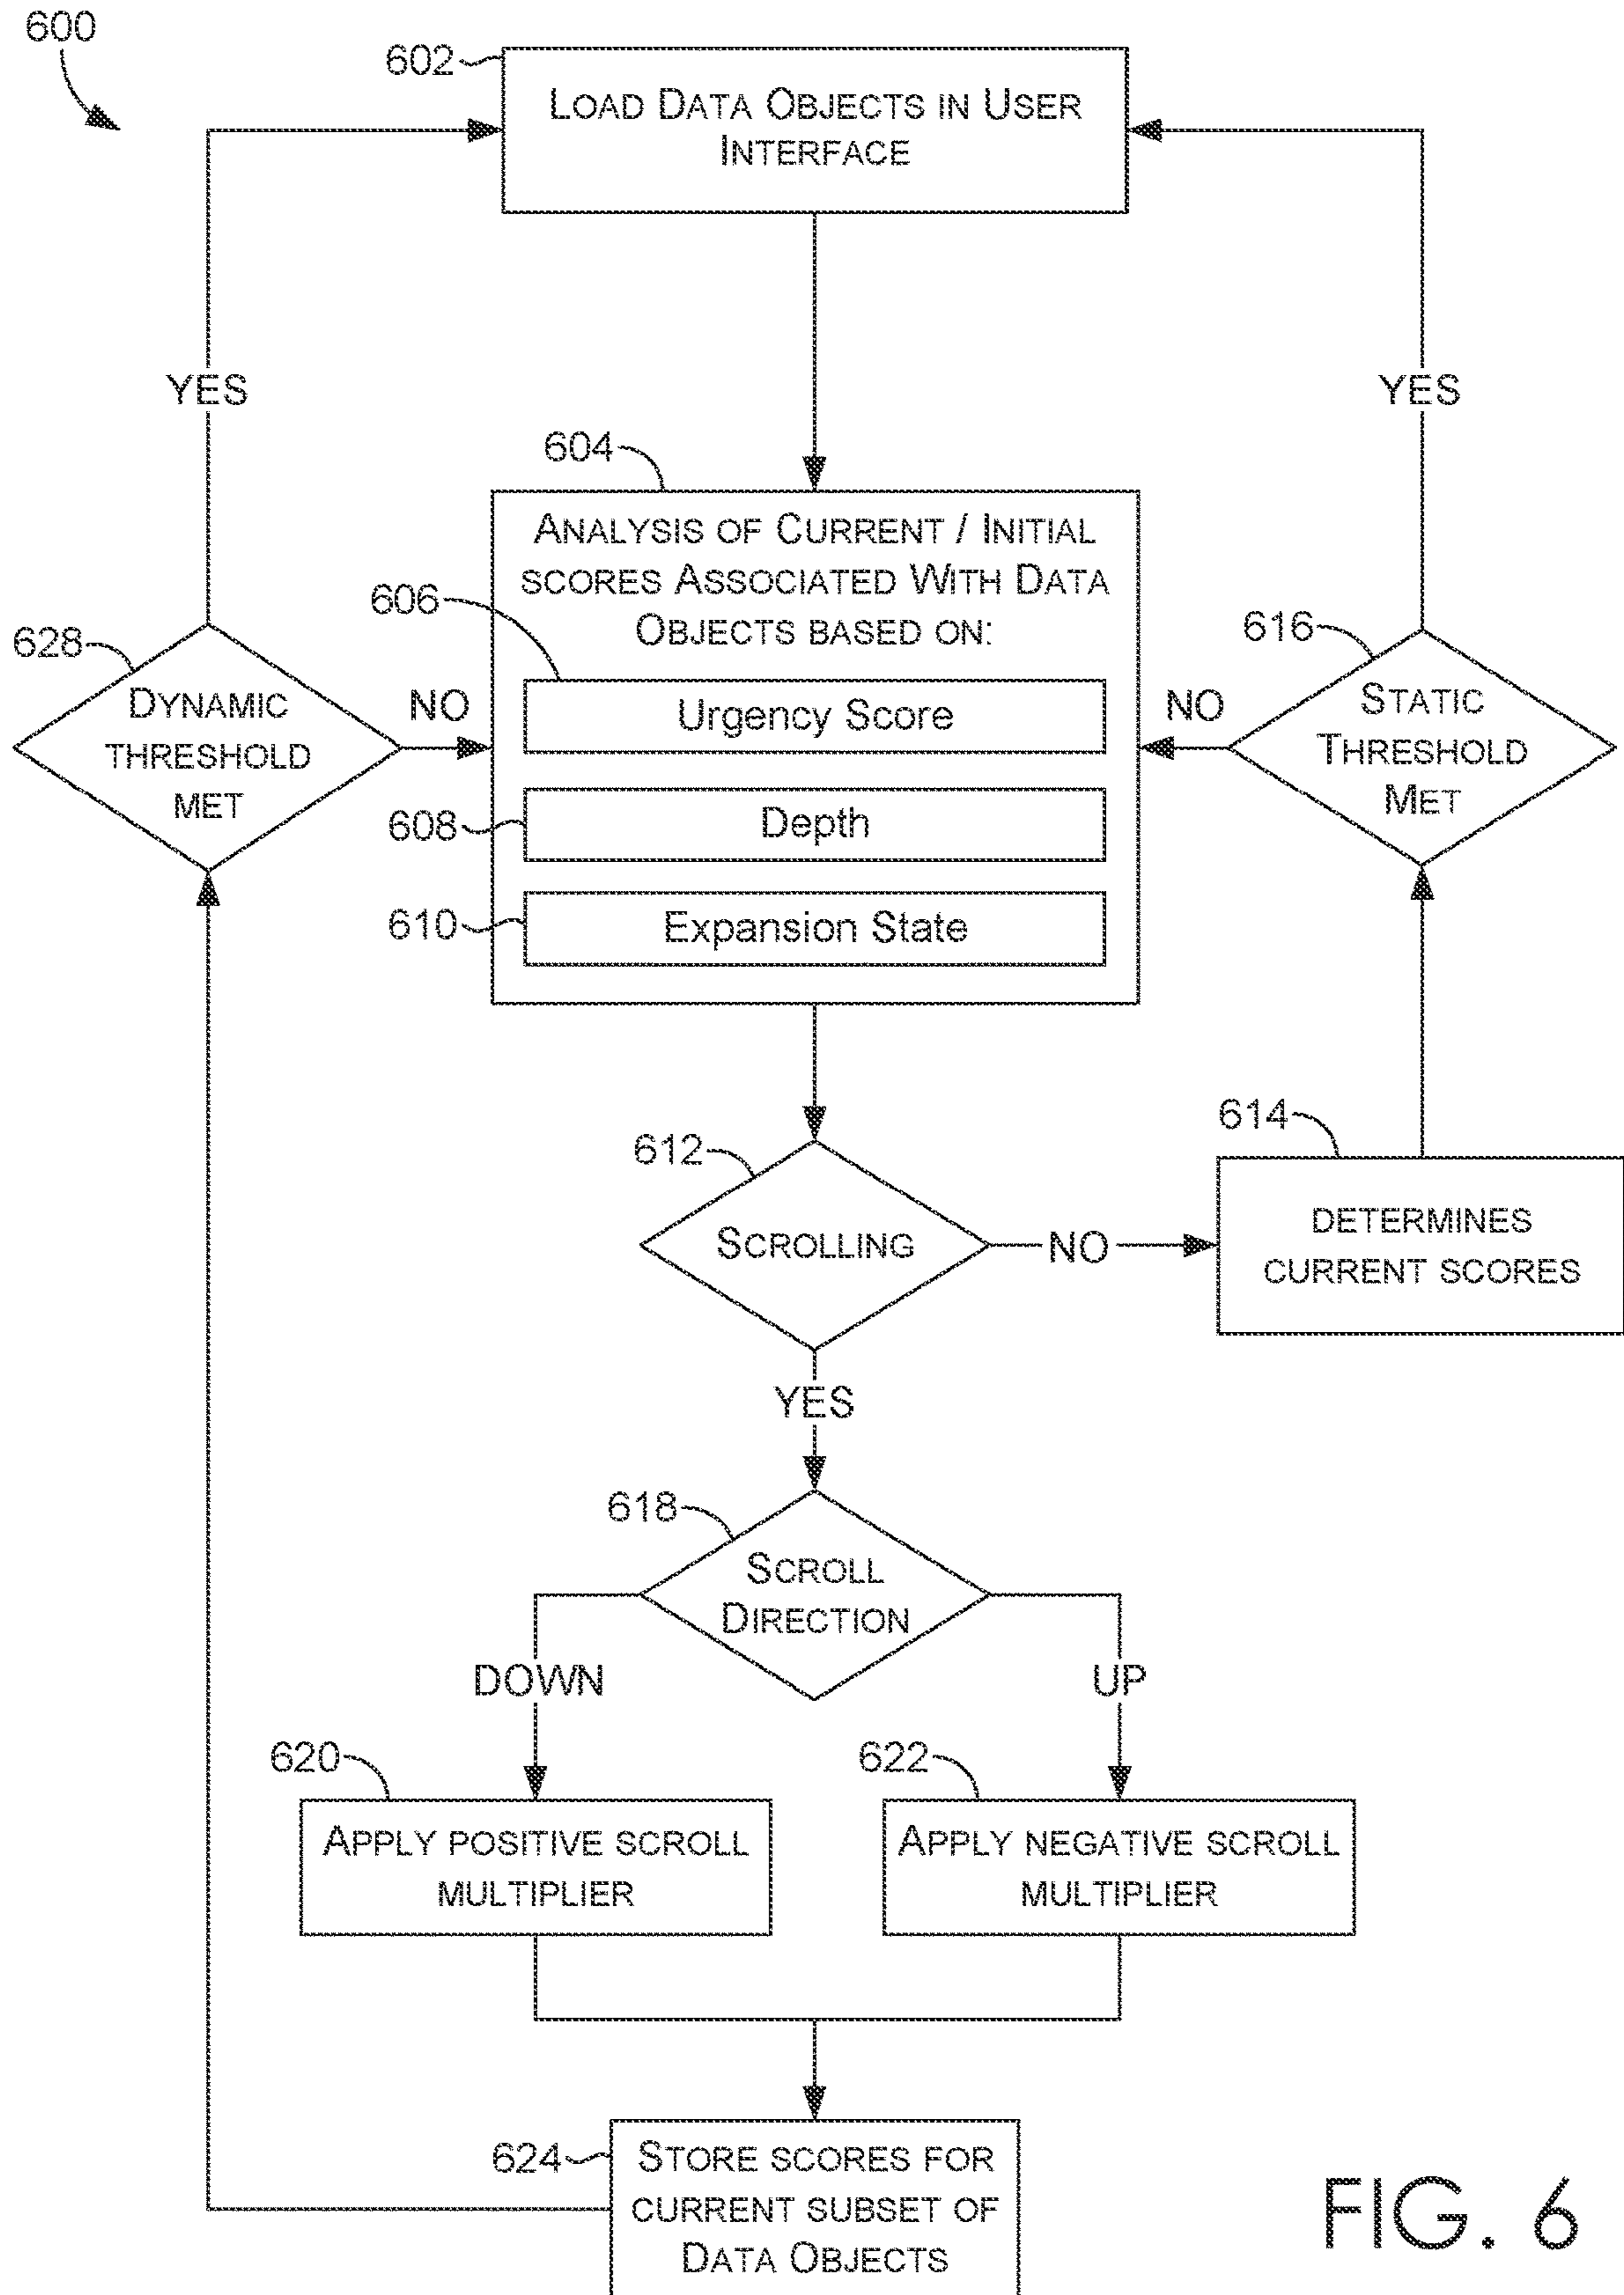 600
602
LOAD DATA OBJECTS IN USER
INTERFACE
YES
YES
604
ANALYSIS OF CURRENT / INITIAL
SCORES ASSOCIATED WITH DATA
OBJECTS BASED ON:
606
Urgency Score
608
Depth
610
Expansion State
628
DYNAMIC
THRESHOLD
MET
NO
616
STATIC
THRESHOLD
MET
NO
612
SCROLLING
NO
614
DETERMINES
CURRENT SCORES
YES
618
SCROLL
DIRECTION
DOWN
UP
620
APPLY POSITIVE SCROLL
MULTIPLIER
622
APPLY NEGATIVE SCROLL
MULTIPLIER
624
STORE SCORES FOR
CURRENT SUBSET OF
DATA OBJECTS
FIG. 6